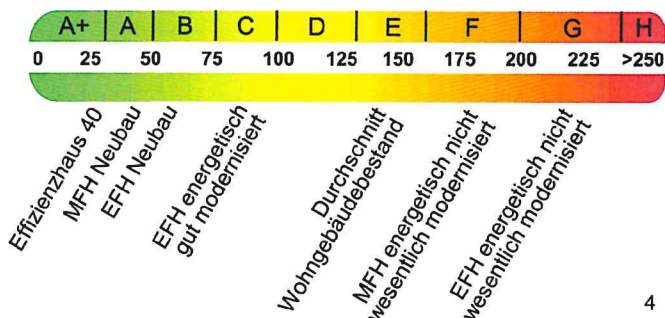 A+ A B C D E F G H
0 25 50 75 100 125 150 175 200 225 >250
Effizienzhaus 40
MFH Neubau
EFH Neubau
EFH energetisch
gut modernisiert
Durchschnitt
Wohngebäudebestand
MFH energetisch nicht
wesentlich modernisiert
EFH energetisch nicht
wesentlich modernisiert
4